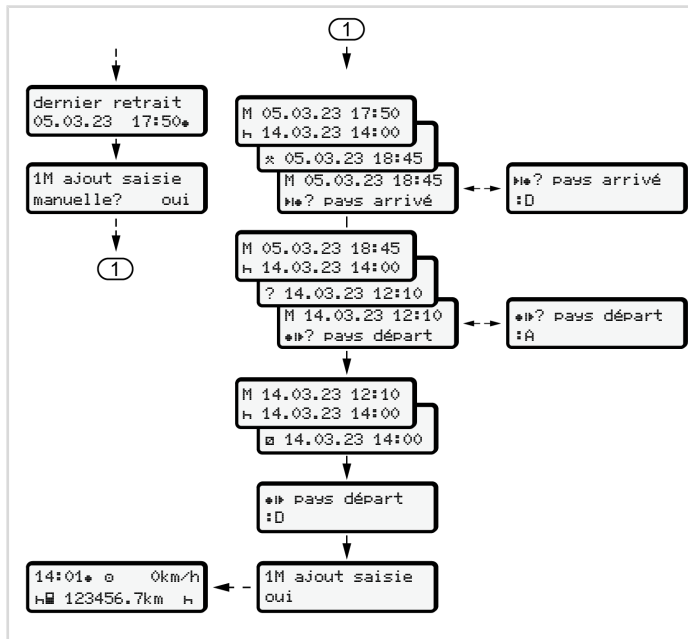 1
dernier retrait
05.03.23 17:50
1M ajout saisie
manuelle? oui
1
M 05.03.23 17:50
14.03.23 14:00
05.03.23 18:45
M 05.03.23 18:45
? pays arrivé
? pays arrivé
:D
M 05.03.23 18:45
14.03.23 14:00
? 14.03.23 12:10
M 14.03.23 12:10
? pays départ
? pays départ
:A
M 14.03.23 12:10
14.03.23 14:00
14.03.23 14:00
pays départ
:D
1M ajout saisie
oui
14:01 0km/h
123456.7km